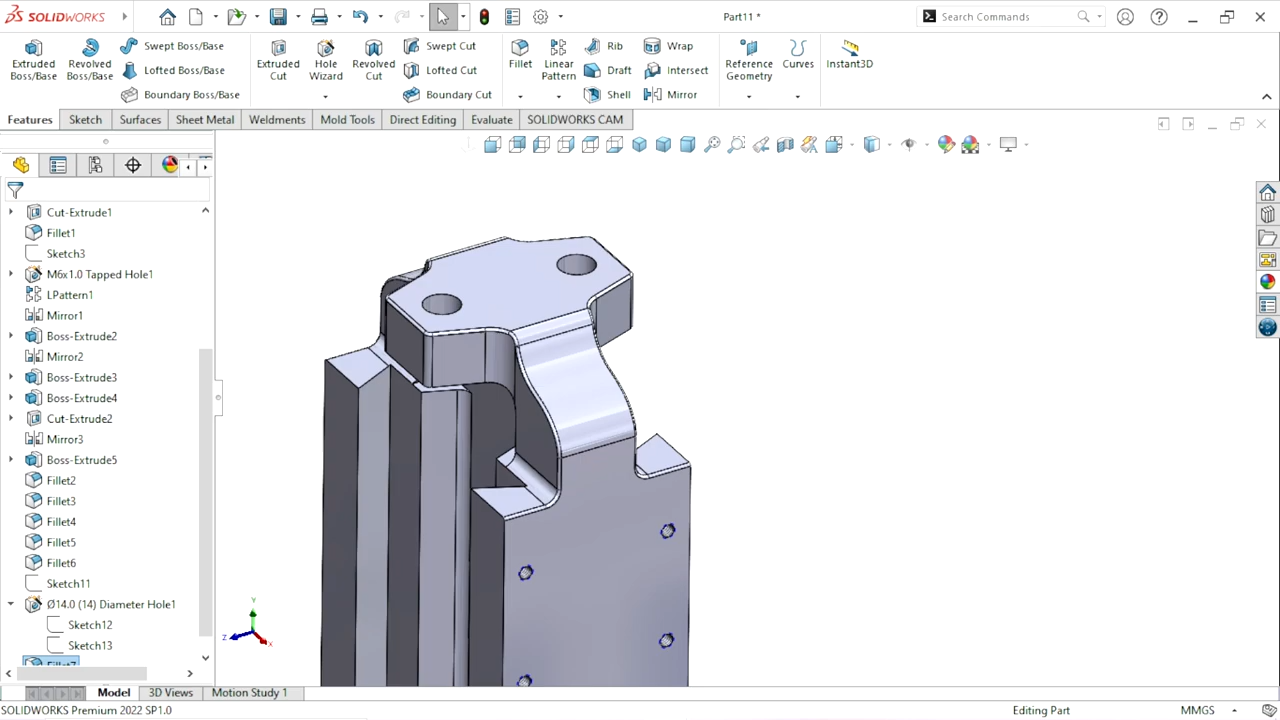 SOLIDWORKS
Part11 *
Search Commands
Extruded Boss/Base
Revolved Boss/Base
Swept Boss/Base
Lofted Boss/Base
Boundary Boss/Base
Extruded Cut
Hole Wizard
Revolved Cut
Swept Cut
Lofted Cut
Boundary Cut
Fillet
Linear Pattern
Rib
Draft
Shell
Wrap
Intersect
Mirror
Reference Geometry
Curves
Instant3D
Features
Sketch
Surfaces
Sheet Metal
Weldments
Mold Tools
Direct Editing
Evaluate
SOLIDWORKS CAM
Cut-Extrude1
Fillet1
Sketch3
M6x1.0 Tapped Hole1
LPattern1
Mirror1
Boss-Extrude2
Mirror2
Boss-Extrude3
Boss-Extrude4
Cut-Extrude2
Mirror3
Boss-Extrude5
Fillet2
Fillet3
Fillet4
Fillet5
Fillet6
Sketch11
Ø14.0 (14) Diameter Hole1
Sketch12
Sketch13
Fillet7
Y
Z
X
Model
3D Views
Motion Study 1
SOLIDWORKS Premium 2022 SP1.0
Editing Part
MMGS